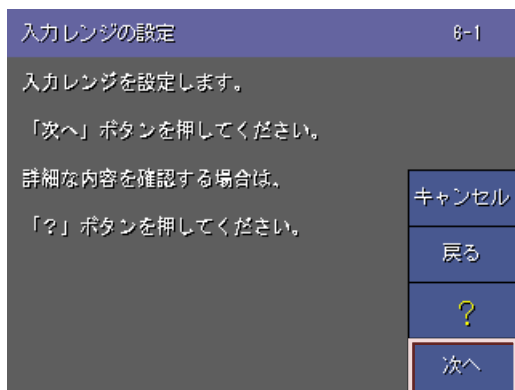 入力レンジの設定 6-1
入力レンジを設定します。
「次へ」ボタンを押してください。
詳細な内容を確認する場合は、
「?」ボタンを押してください。
キャンセル
戻る
?
次へ